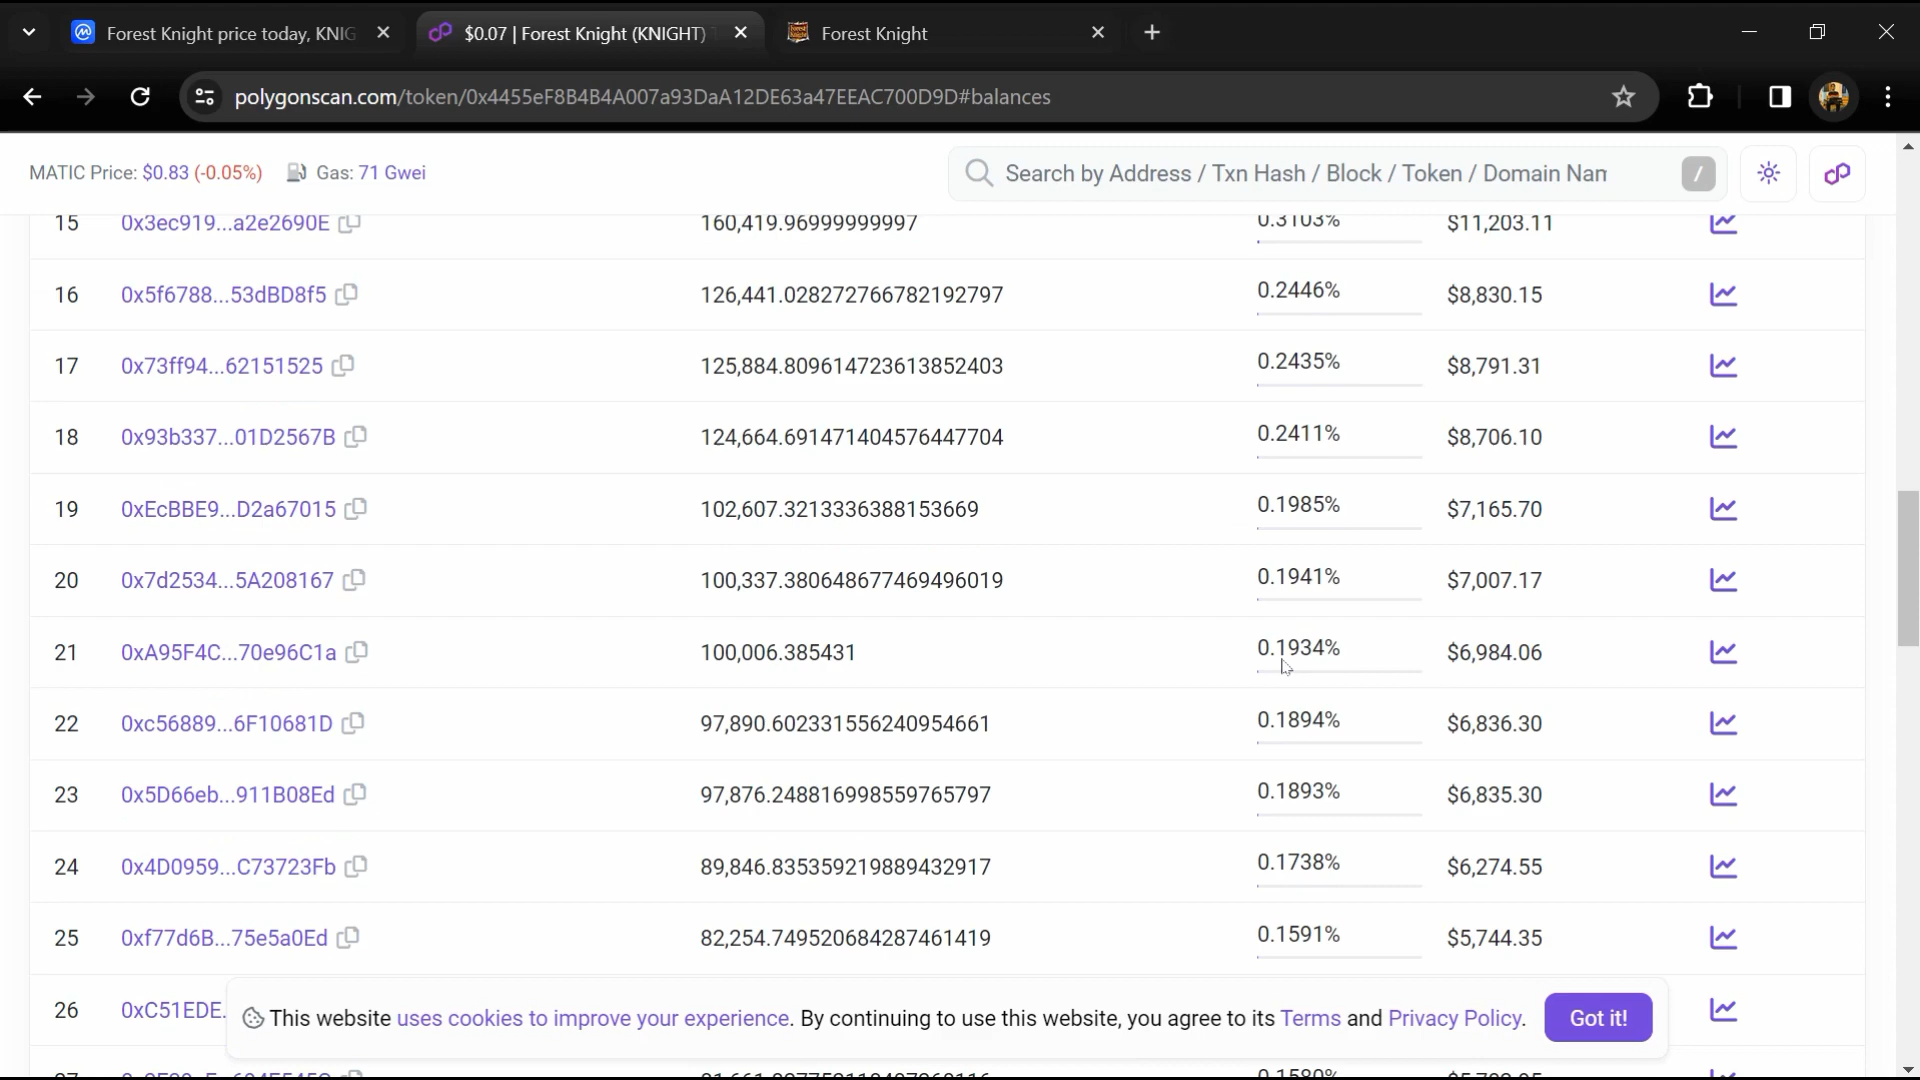 Forest Knight price today, KNIG
$0.07 | Forest Knight (KNIGHT)
Forest Knight
polygonscan.com/token/0x4455eF8B4B4A007a93DaA12DE63a47EEAC700D9D#balances
MATIC Price: $0.83 (-0.05%) Gas: 71 Gwei
Search by Address / Txn Hash / Block / Token / Domain Nam
/
15 0x3ec919...a2e2690E 160,419.96999999997 0.3103% $11,203.11
16 0x5f6788...53dBD8f5 126,441.028272766782192797 0.2446% $8,830.15
17 0x73ff94...62151525 125,884.809614723613852403 0.2435% $8,791.31
18 0x93b337...01D2567B 124,664.691471404576447704 0.2411% $8,706.10
19 0xEcBBE9...D2a67015 102,607.3213336388153669 0.1985% $7,165.70
20 0x7d2534...5A208167 100,337.380648677469496019 0.1941% $7,007.17
21 0xA95F4C...70e96C1a 100,006.385431 0.1934% $6,984.06
22 0xc56889...6F10681D 97,890.602331556240954661 0.1894% $6,836.30
23 0x5D66eb...911B08Ed 97,876.248816998559765797 0.1893% $6,835.30
24 0x4D0959...C73723Fb 89,846.835359219889432917 0.1738% $6,274.55
25 0xf77d6B...75e5a0Ed 82,254.749520684287461419 0.1591% $5,744.35
26 0xC51EDE.
This website uses cookies to improve your experience. By continuing to use this website, you agree to its Terms and Privacy Policy.
Got it!